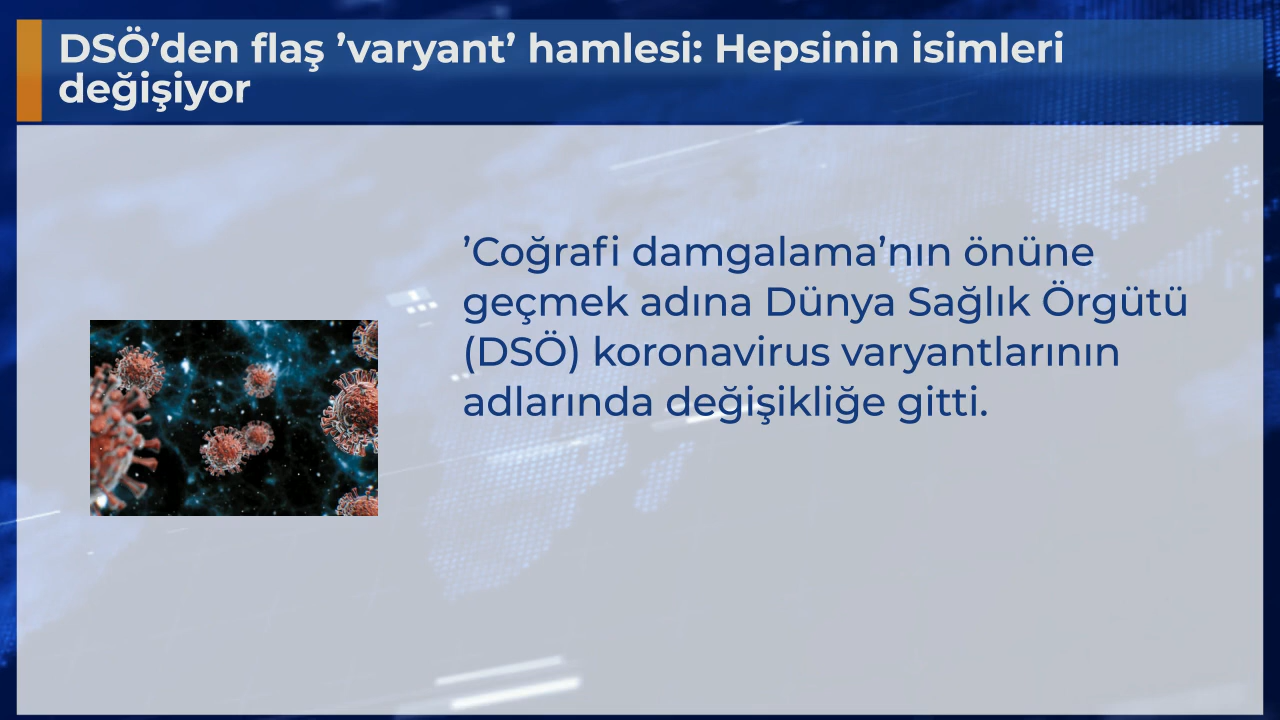 DSÖ’den flaş ’varyant’ hamlesi: Hepsinin isimleri
değişiyor
’Coğrafi damgalama’nın önüne
geçmek adına Dünya Sağlık Örgütü
(DSÖ) koronavirus varyantlarının
adlarında değişikliğe gitti.